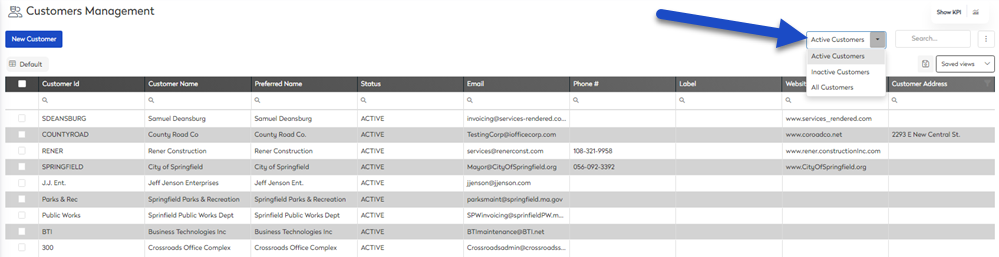 Customers Management
Show KPI
New Customer
Active Customers
Search...
Active Customers
Inactive Customers
All Customers
Default
Saved views
Customer Id Customer Name Preferred Name Status Email Phone # Label Websit Customer Address
SDEANSBURG Samuel Deansburg Samuel Deansburg ACTIVE invoicing@services-rendered.co... www.services_rendered.com
COUNTYROAD County Road Co County Road Co. ACTIVE TestingCorp@iofficecorp.com www.coroadco.net 2293 E New Central St.
RENER Rener Construction Rener Construction ACTIVE services@renerconst.com 108-321-9958 www.rener.constructionInc.com
SPRINGFIELD City of Springfield City of Springfield ACTIVE Mayor@CityOfSpringfield.org 056-092-3392 www.CityOfSpringfield.org
J.J. Ent. Jeff Jenson Enterprises Jeff Jenson Ent. ACTIVE jjenson@jjenson.com
Parks & Rec Springfield Parks & Recreation Springfield Parks & Recreation ACTIVE parksmaint@springfield.ma.gov
Public Works Sprinfield Public Works Dept Springfield Public Works Dept ACTIVE SPWinvoicing@sprinfieldPW.m...
BTI Business Technologies Inc Business Technologies Inc ACTIVE BTImaintenance@BTI.net
300 Crossroads Office Complex Crossroads Office Complex ACTIVE Crossroadsadmin@crossroadss...